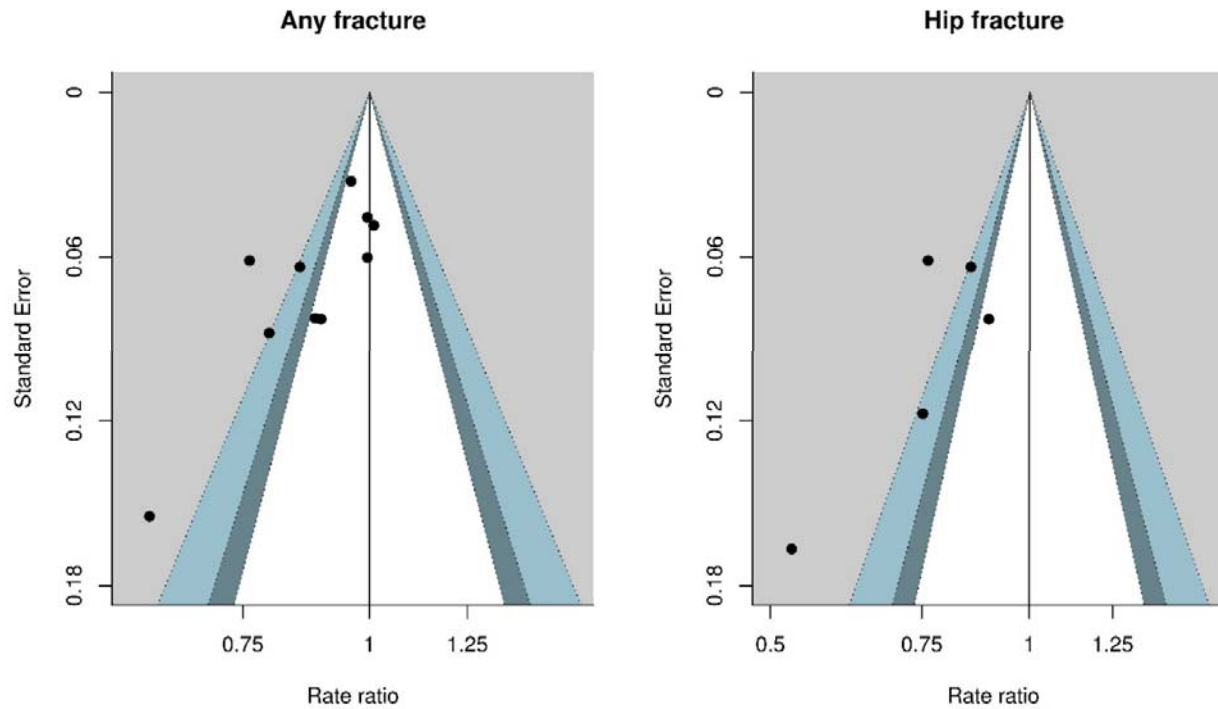 Any fracture
Standard Error
0
0.06
0.12
0.18
0.75
1
1.25
Rate ratio
Hip fracture
Standard Error
0
0.06
0.12
0.18
0.5
0.75
1
1.25
Rate ratio